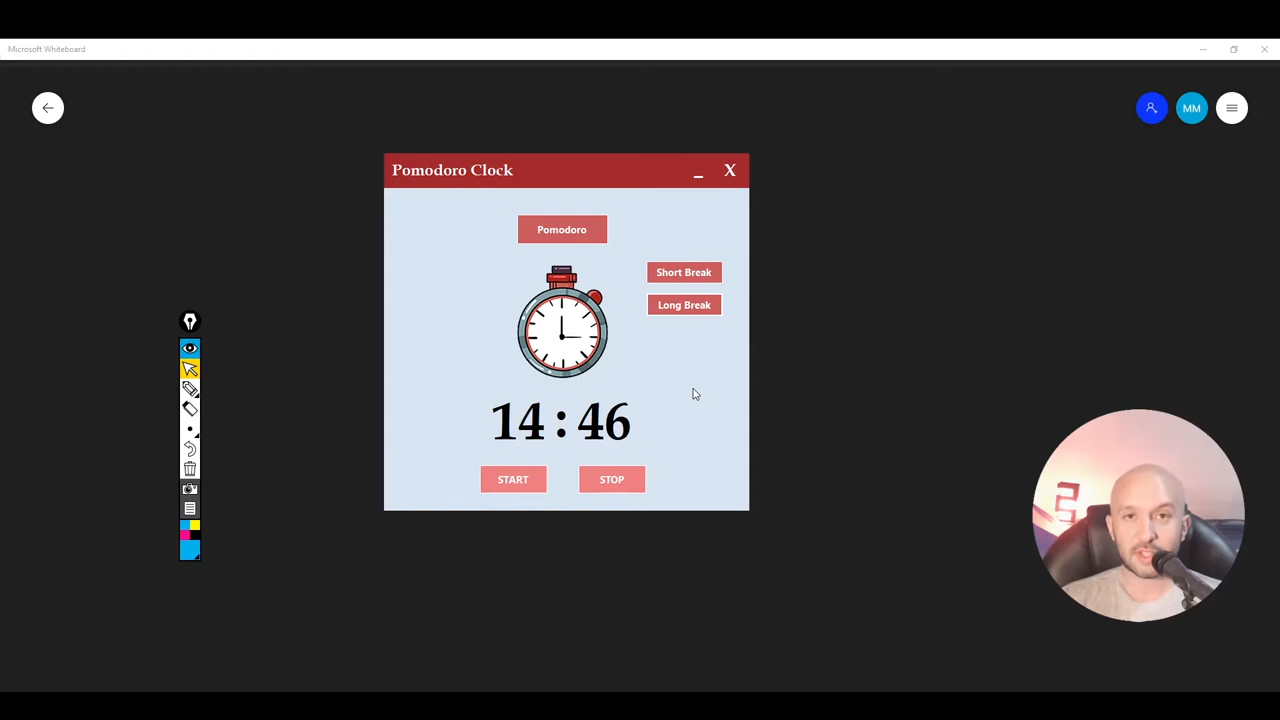 Microsoft Whiteboard
MM
Pomodoro Clock
_ X
Pomodoro
Short Break
Long Break
14:46
START
STOP